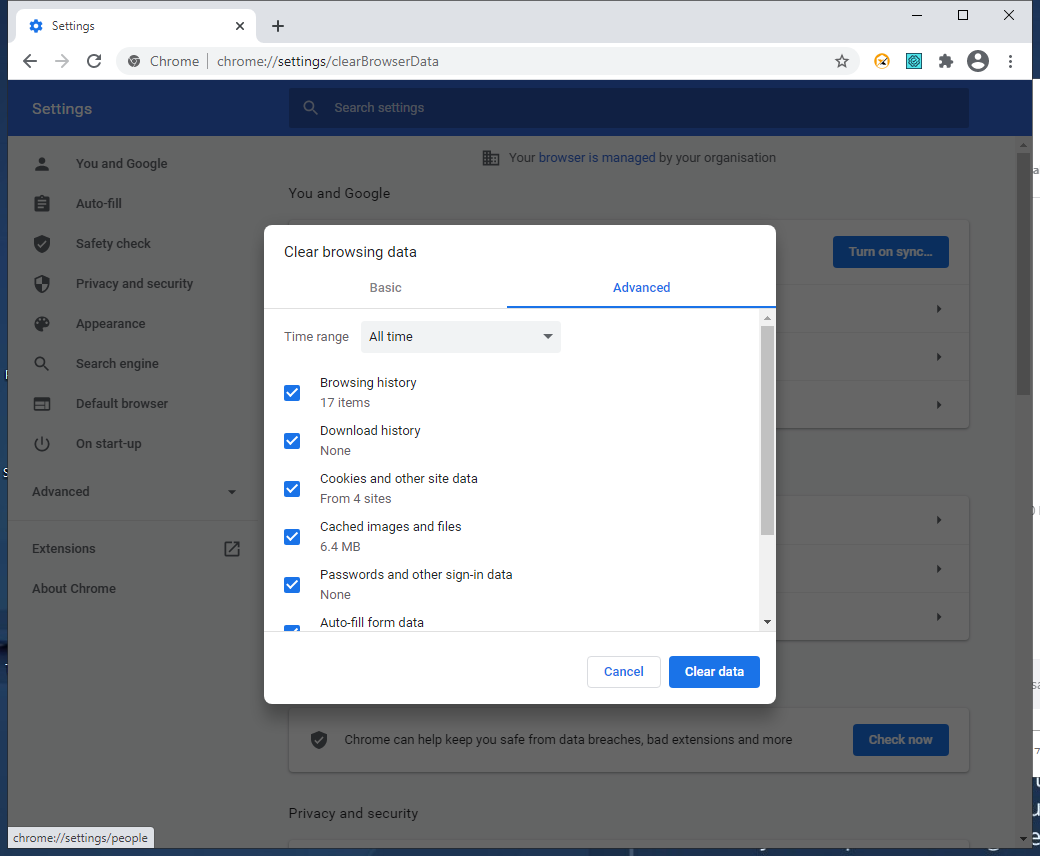 Settings
Chrome
chrome://settings/clearBrowserData
Settings
Search settings
You and Google
Auto-fill
Safety check
Privacy and security
Appearance
Search engine
Default browser
On start-up
Advanced
Extensions
About Chrome
Your browser is managed by your organisation
You and Google
Turn on sync...
Clear browsing data
Basic
Advanced
Time range
All time
Browsing history
17 items
Download history
None
Cookies and other site data
From 4 sites
Cached images and files
6.4 MB
Passwords and other sign-in data
None
Auto-fill form data
Cancel
Clear data
Chrome can help keep you safe from data breaches, bad extensions and more
Check now
Privacy and security
chrome://settings/people